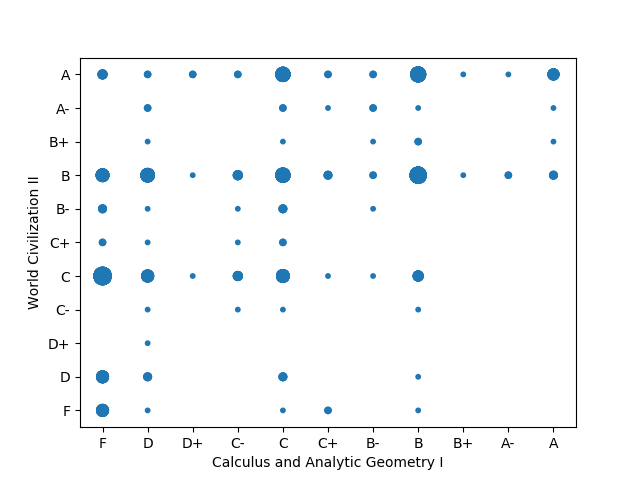 A
A-
B+
B
B-
C+
C
C-
D+
D
F
World Civilization II
F D D+ C- C C+ B- B B+ A- A
Calculus and Analytic Geometry I